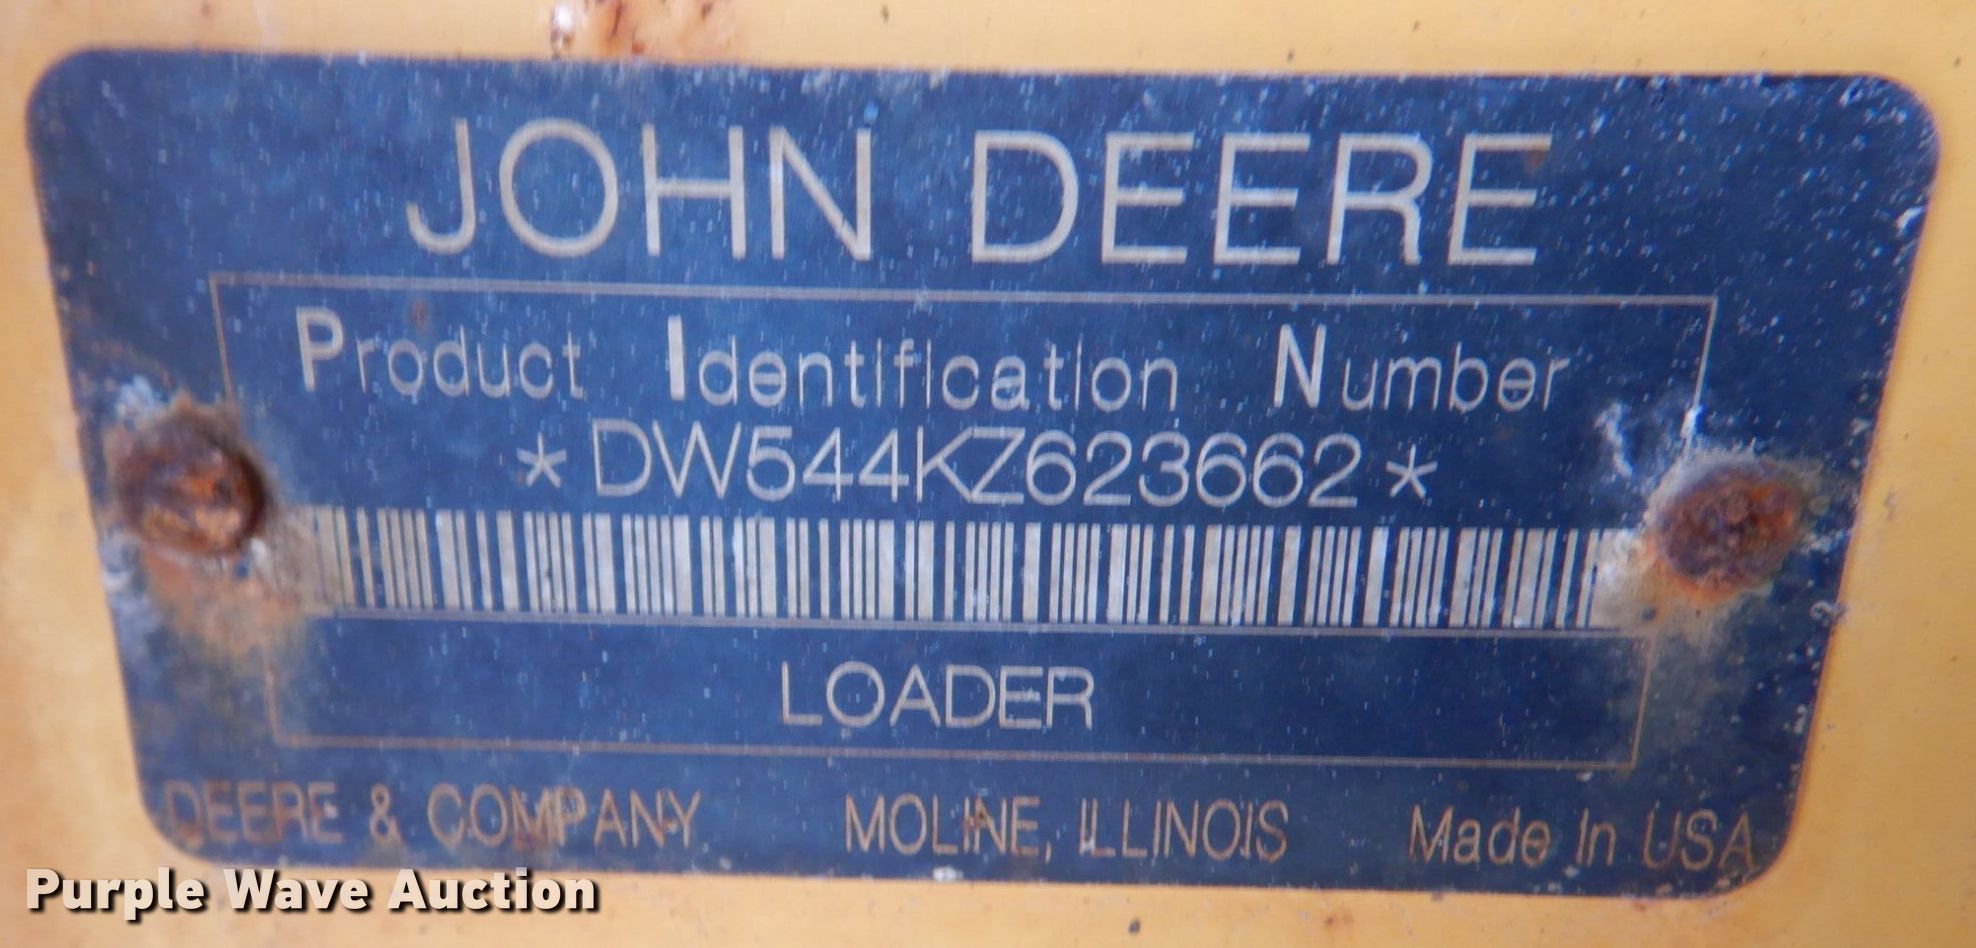 JOHN DEERE
Product Identification Number
*DW544KZ623662*
LOADER
DEERE & COMPANY MOLINE, ILLINOIS Made In USA
Purple Wave Auction